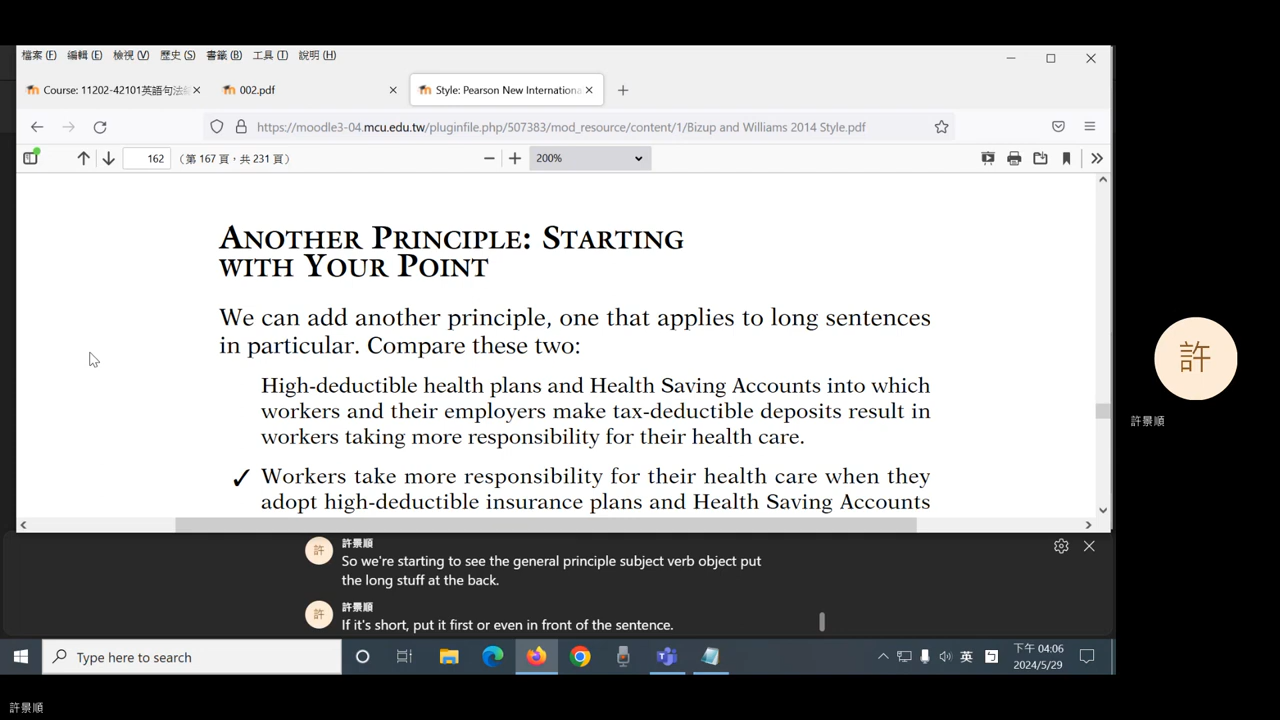 檔案(F) 編輯(E) 檢視(V) 歷史(S) 書籤(B) 工具(T) 說明(H)
Course: 11202-42101英語句法
002.pdf
Style: Pearson New Internationa
https://moodle3-04.mcu.edu.tw/pluginfile.php/507383/mod_resource/content/1/Bizup and Williams 2014 Style.pdf
162 (第 167 頁，共 231 頁)
200%
ANOTHER PRINCIPLE: STARTING
WITH YOUR POINT
We can add another principle, one that applies to long sentences
in particular. Compare these two:
High-deductible health plans and Health Saving Accounts into which
workers and their employers make tax-deductible deposits result in
workers taking more responsibility for their health care.
✓ Workers take more responsibility for their health care when they
adopt high-deductible insurance plans and Health Saving Accounts
許
許景順
許 許景順
So we're starting to see the general principle subject verb object put
the long stuff at the back.
許 許景順
If it's short, put it first or even in front of the sentence.
Type here to search
英
下午 04:06
2024/5/29
許景順